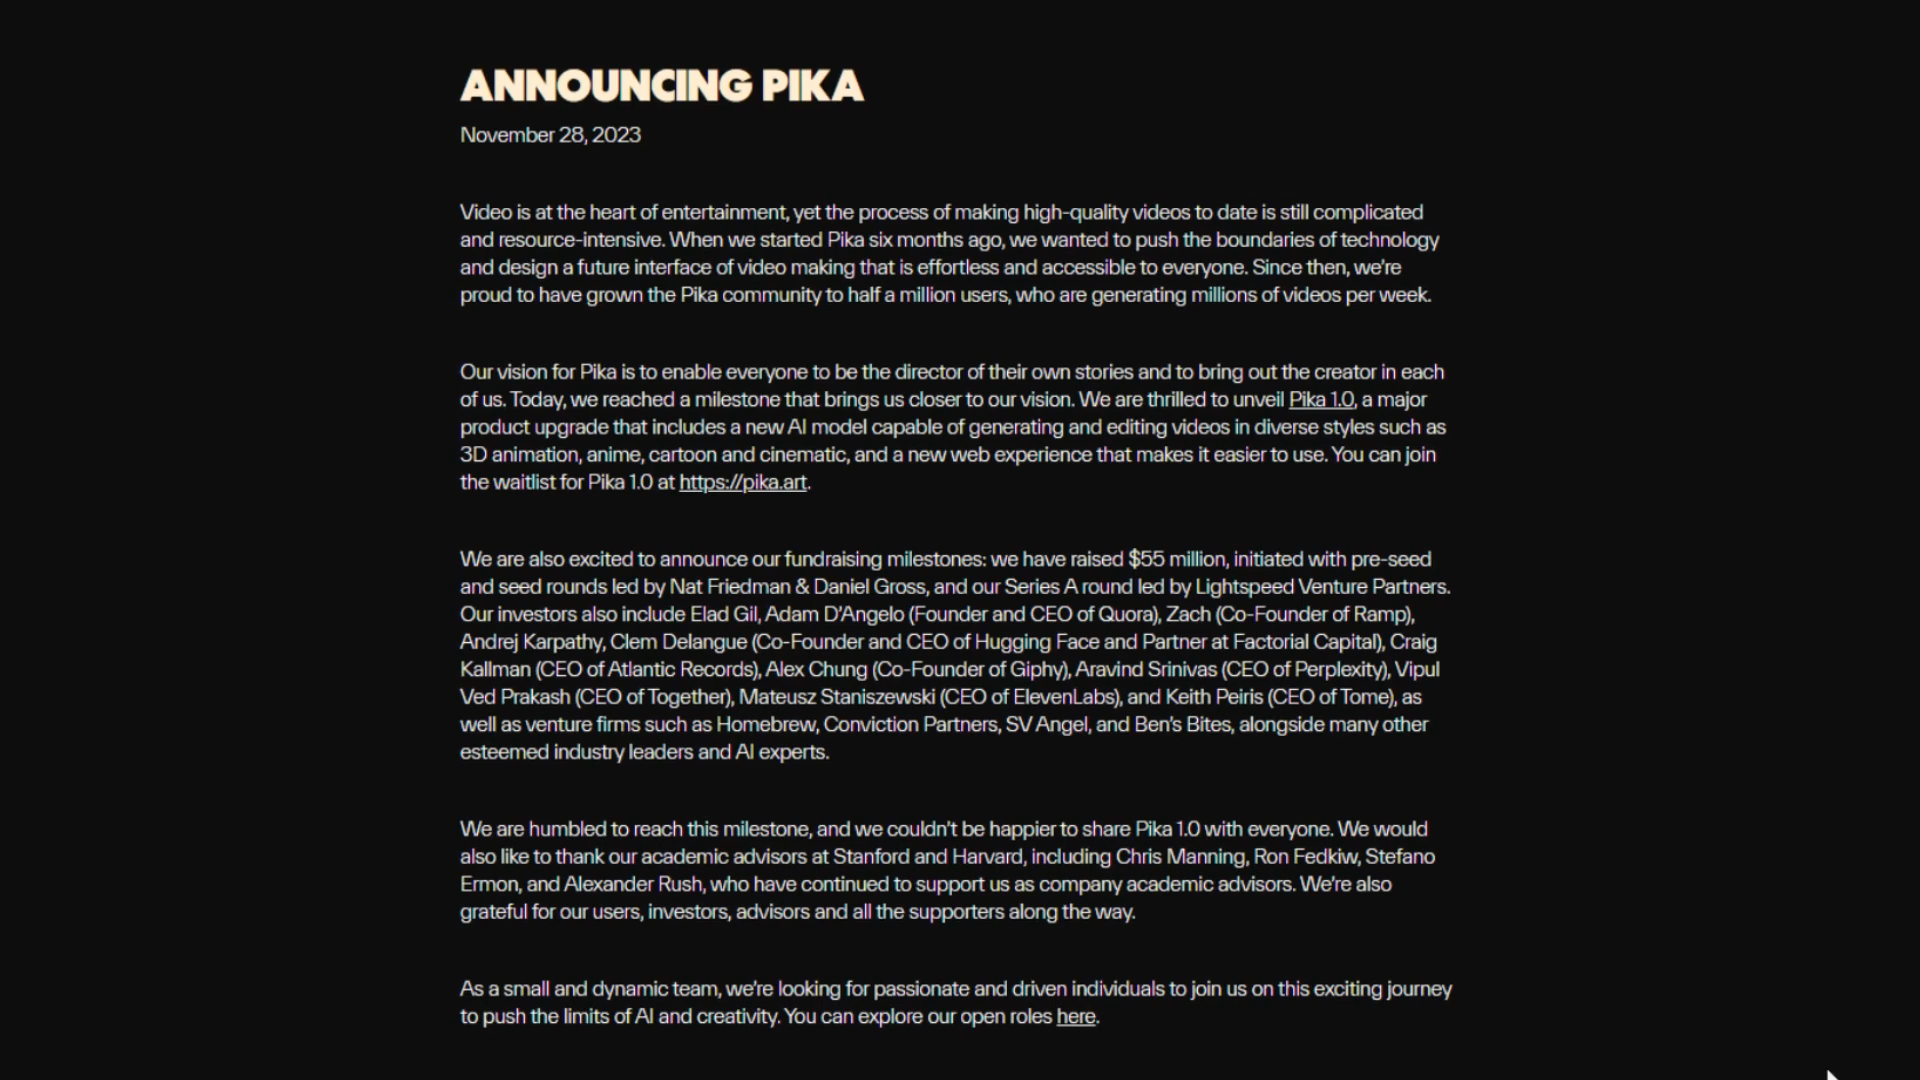 ANNOUNCING PIKA
November 28, 2023
Video is at the heart of entertainment, yet the process of making high-quality videos to date is still complicated
and resource-intensive. When we started Pika six months ago, we wanted to push the boundaries of technology
and design a future interface of video making that is effortless and accessible to everyone. Since then, we’re
proud to have grown the Pika community to half a million users, who are generating millions of videos per week.
Our vision for Pika is to enable everyone to be the director of their own stories and to bring out the creator in each
of us. Today, we reached a milestone that brings us closer to our vision. We are thrilled to unveil Pika 1.0, a major
product upgrade that includes a new AI model capable of generating and editing videos in diverse styles such as
3D animation, anime, cartoon and cinematic, and a new web experience that makes it easier to use. You can join
the waitlist for Pika 1.0 at https://pika.art.
We are also excited to announce our fundraising milestones: we have raised $55 million, initiated with pre-seed
and seed rounds led by Nat Friedman & Daniel Gross, and our Series A round led by Lightspeed Venture Partners.
Our investors also include Elad Gil, Adam D’Angelo (Founder and CEO of Quora), Zach (Co-Founder of Ramp),
Andrej Karpathy, Clem Delangue (Co-Founder and CEO of Hugging Face and Partner at Factorial Capital), Craig
Kallman (CEO of Atlantic Records), Alex Chung (Co-Founder of Giphy), Aravind Srinivas (CEO of Perplexity), Vipul
Ved Prakash (CEO of Together), Mateusz Staniszewski (CEO of ElevenLabs), and Keith Peiris (CEO of Tome), as
well as venture firms such as Homebrew, Conviction Partners, SV Angel, and Ben’s Bites, alongside many other
esteemed industry leaders and AI experts.
We are humbled to reach this milestone, and we couldn’t be happier to share Pika 1.0 with everyone. We would
also like to thank our academic advisors at Stanford and Harvard, including Chris Manning, Ron Fedkiw, Stefano
Ermon, and Alexander Rush, who have continued to support us as company academic advisors. We’re also
grateful for our users, investors, advisors and all the supporters along the way.
As a small and dynamic team, we’re looking for passionate and driven individuals to join us on this exciting journey
to push the limits of AI and creativity. You can explore our open roles here.